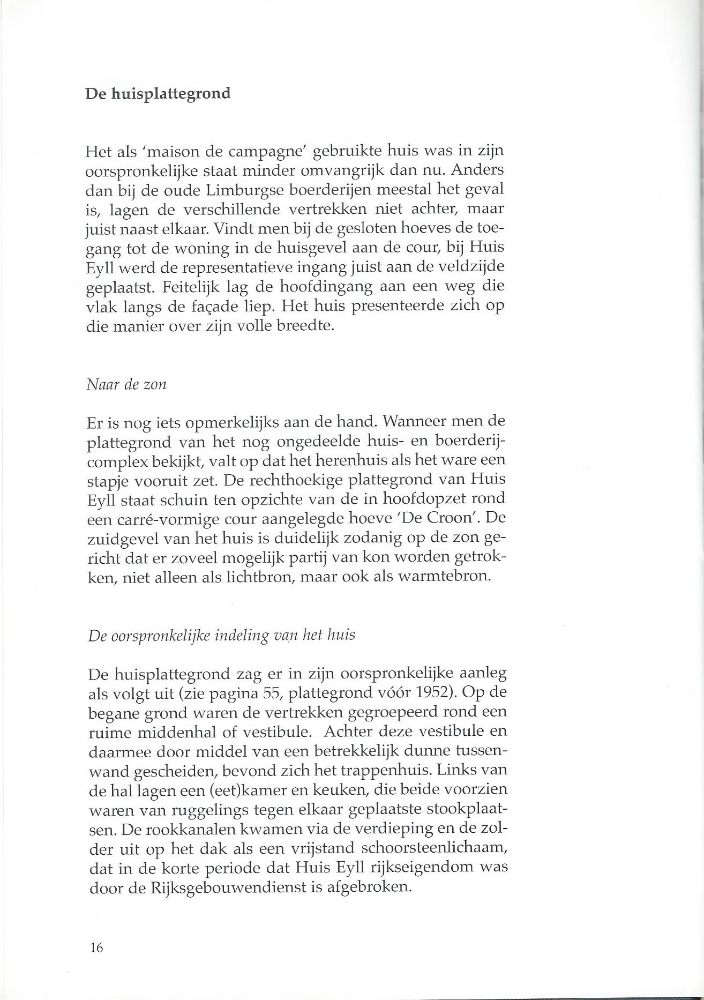 De huisplattegrond
Het als ‘maison de campagne’ gebruikte huis was in zijn
oorspronkelijke staat minder omvangrijk dan nu. Anders
dan bij de oude Limburgse boerderijen meestal het geval
is, lagen de verschillende vertrekken niet achter, maar
juist naast elkaar. Vindt men bij de gesloten hoeves de toe-
gang tot de woning in de huisgevel aan de cour, bij Huis
Eyll werd de representatieve ingang juist aan de veldzijde
geplaatst. Feitelijk lag de hoofdingang aan een weg die
vlak langs de façade liep. Het huis presenteerde zich op
die manier over zijn volle breedte.
Naar de zon
Er is nog iets opmerkelijks aan de hand. Wanneer men de
plattegrond van het nog ongedeelde huis- en boerderij-
complex bekijkt, valt op dat het herenhuis als het ware een
stapje vooruit zet. De rechthoekige plattegrond van Huis
Eyll staat schuin ten opzichte van de in hoofdopzet rond
een carré-vormige cour aangelegde hoeve ‘De Croon’. De
zuidgevel van het huis is duidelijk zodanig op de zon ge-
richt dat er zoveel mogelijk partij van kon worden getrok-
ken, niet alleen als lichtbron, maar ook als warmtebron.
De oorspronkelijke indeling van het huis
De huisplattegrond zag er in zijn oorspronkelijke aanleg
als volgt uit (zie pagina 55, plattegrond vóór 1952). Op de
begane grond waren de vertrekken gegroepeerd rond een
ruime middenhal of vestibule. Achter deze vestibule en
daarmee door middel van een betrekkelijk dunne tussen-
wand gescheiden, bevond zich het trappenhuis. Links van
de hal lagen een (eet)kamer en keuken, die beide voorzien
waren van ruggelings tegen elkaar geplaatste stookplaat-
sen. De rookkanalen kwamen via de verdieping en de zol-
der uit op het dak als een vrijstand schoorsteenlichaam,
dat in de korte periode dat Huis Eyll rijkseigendom was
door de Rijksgebouwendienst is afgebroken.
16